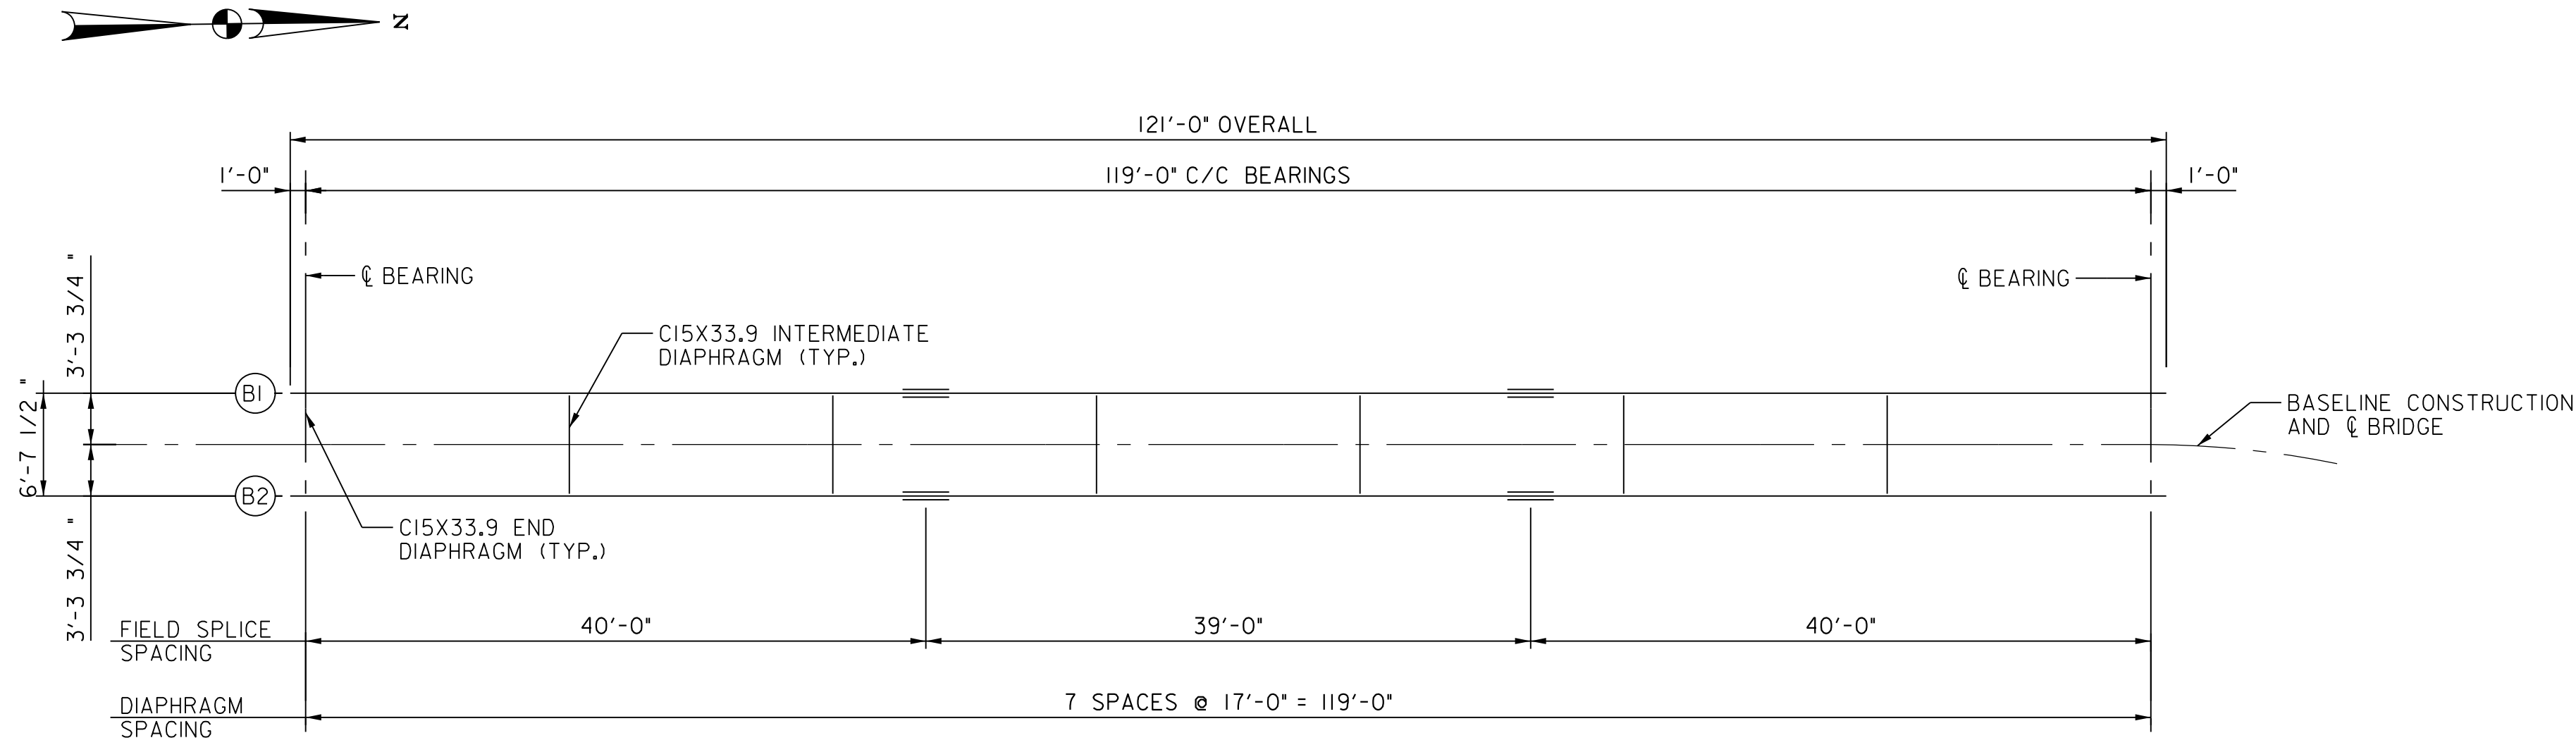 N
121'-0" OVERALL
1'-0"
119'-0" C/C BEARINGS
1'-0"
℄ BEARING
℄ BEARING
3'-3 3/4 "
6'-7 1/2 "
3'-3 3/4 "
C15X33.9 INTERMEDIATE
DIAPHRAGM (TYP.)
B1
B2
BASELINE CONSTRUCTION
AND ℄ BRIDGE
C15X33.9 END
DIAPHRAGM (TYP.)
FIELD SPLICE
SPACING
40'-0"
39'-0"
40'-0"
DIAPHRAGM
SPACING
7 SPACES @ 17'-0" = 119'-0"